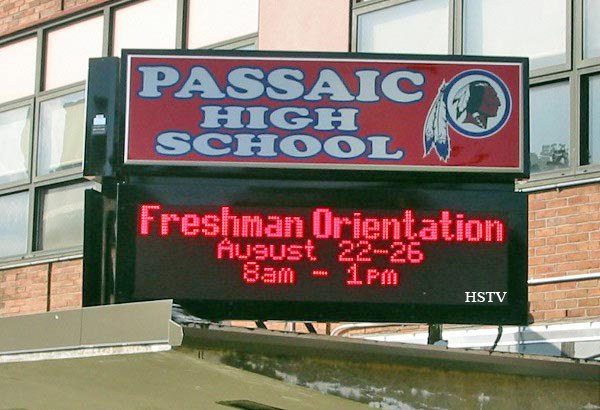 PASSAIC
HIGH
SCHOOL
Freshman Orientation
August 22-26
8am - 1pm
HSTV